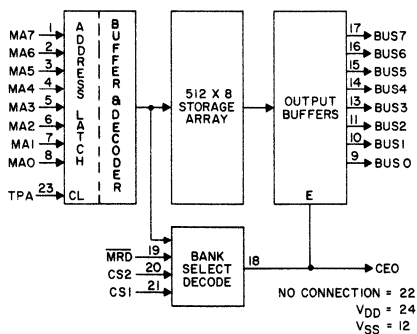 MA7 1
MA6 2
MA5 3
MA4 4
MA3 5
MA2 6
MA1 7
MA0 8
TPA 23 CL
ADDRESS LATCH
BUFFER & DECODER
512 X 8
STORAGE
ARRAY
OUTPUT
BUFFERS
E
17 BUS7
16 BUS6
15 BUS5
14 BUS4
13 BUS3
11 BUS2
10 BUS1
9 BUS0
MRD 19
CS2 20
CS1 21
BANK
SELECT
DECODE
18
CEO
NO CONNECTION = 22
VDD = 24
VSS = 12